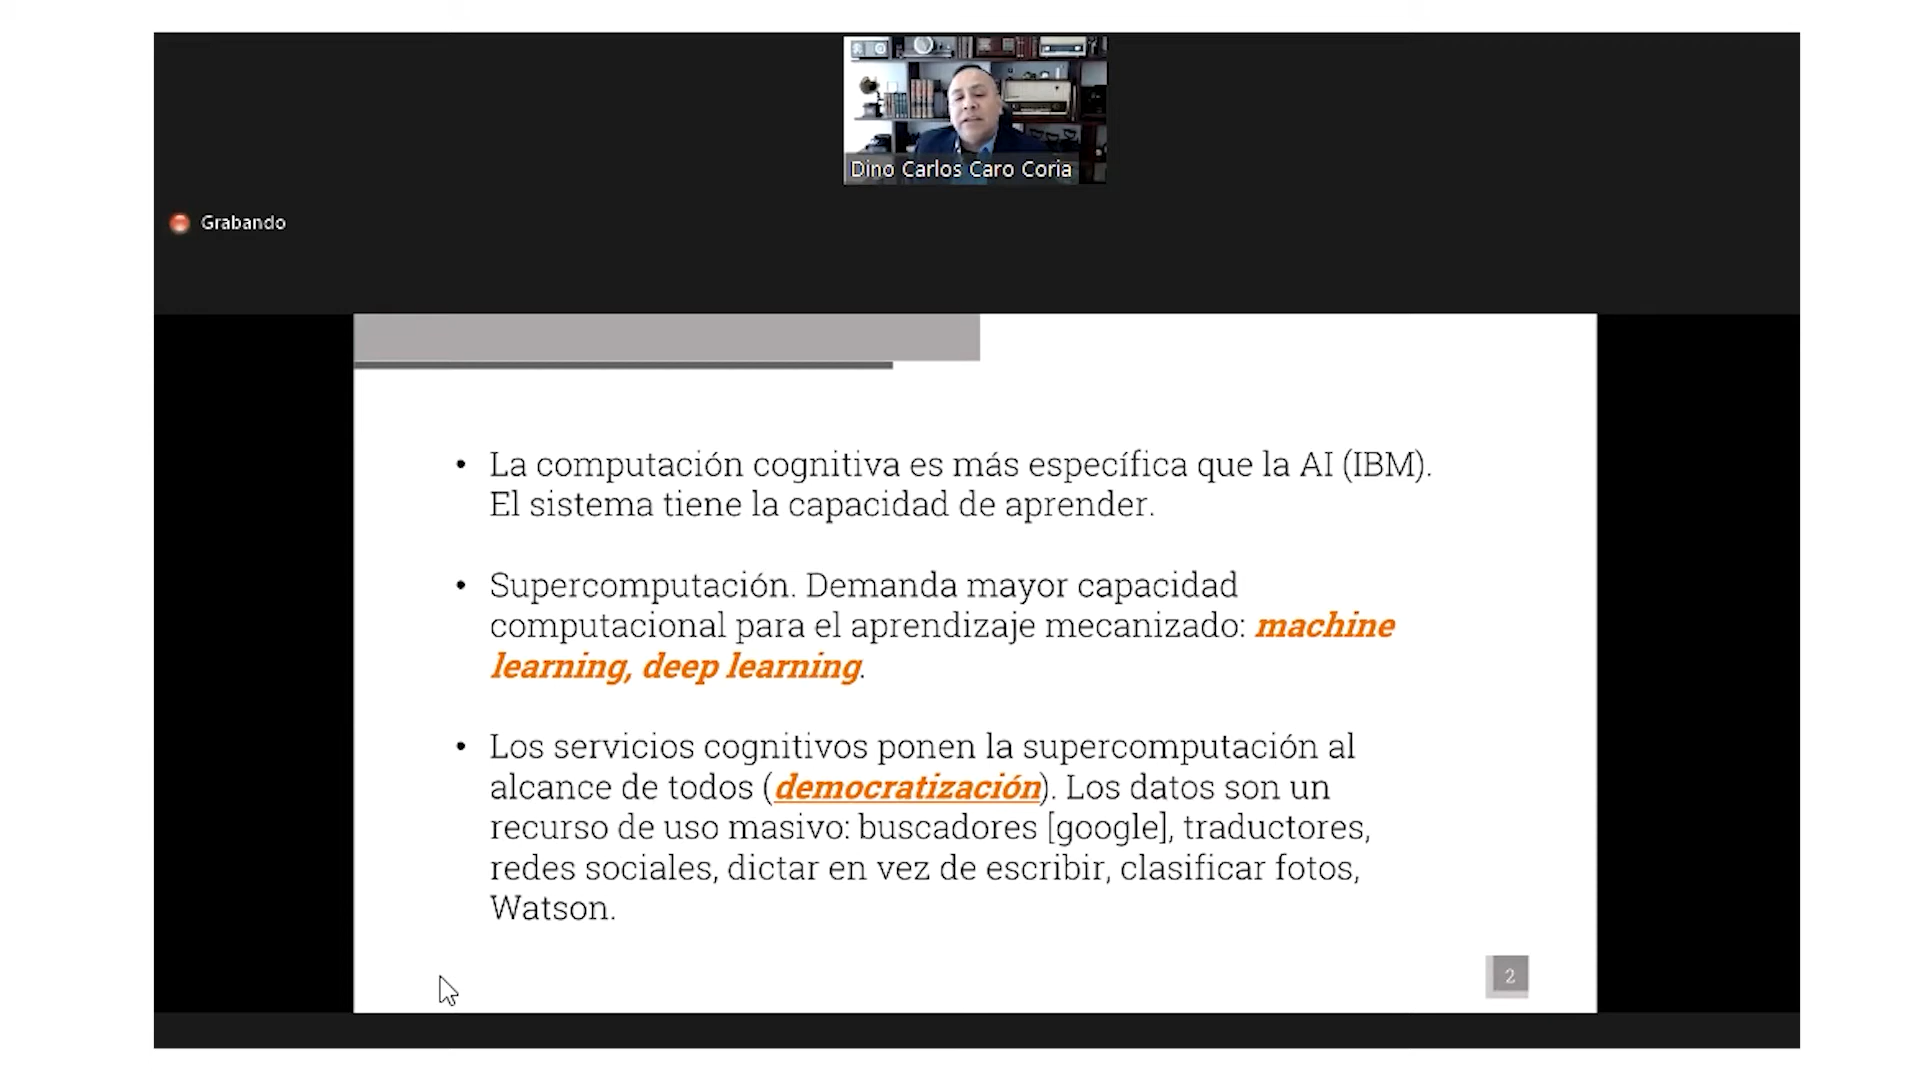 Dino Carlos Caro Coria
Grabando
• La computación cognitiva es más específica que la AI (IBM).
El sistema tiene la capacidad de aprender.
• Supercomputación. Demanda mayor capacidad
computacional para el aprendizaje mecanizado: machine
learning, deep learning.
• Los servicios cognitivos ponen la supercomputación al
alcance de todos (democratización). Los datos son un
recurso de uso masivo: buscadores [google], traductores,
redes sociales, dictar en vez de escribir, clasificar fotos,
Watson.
2